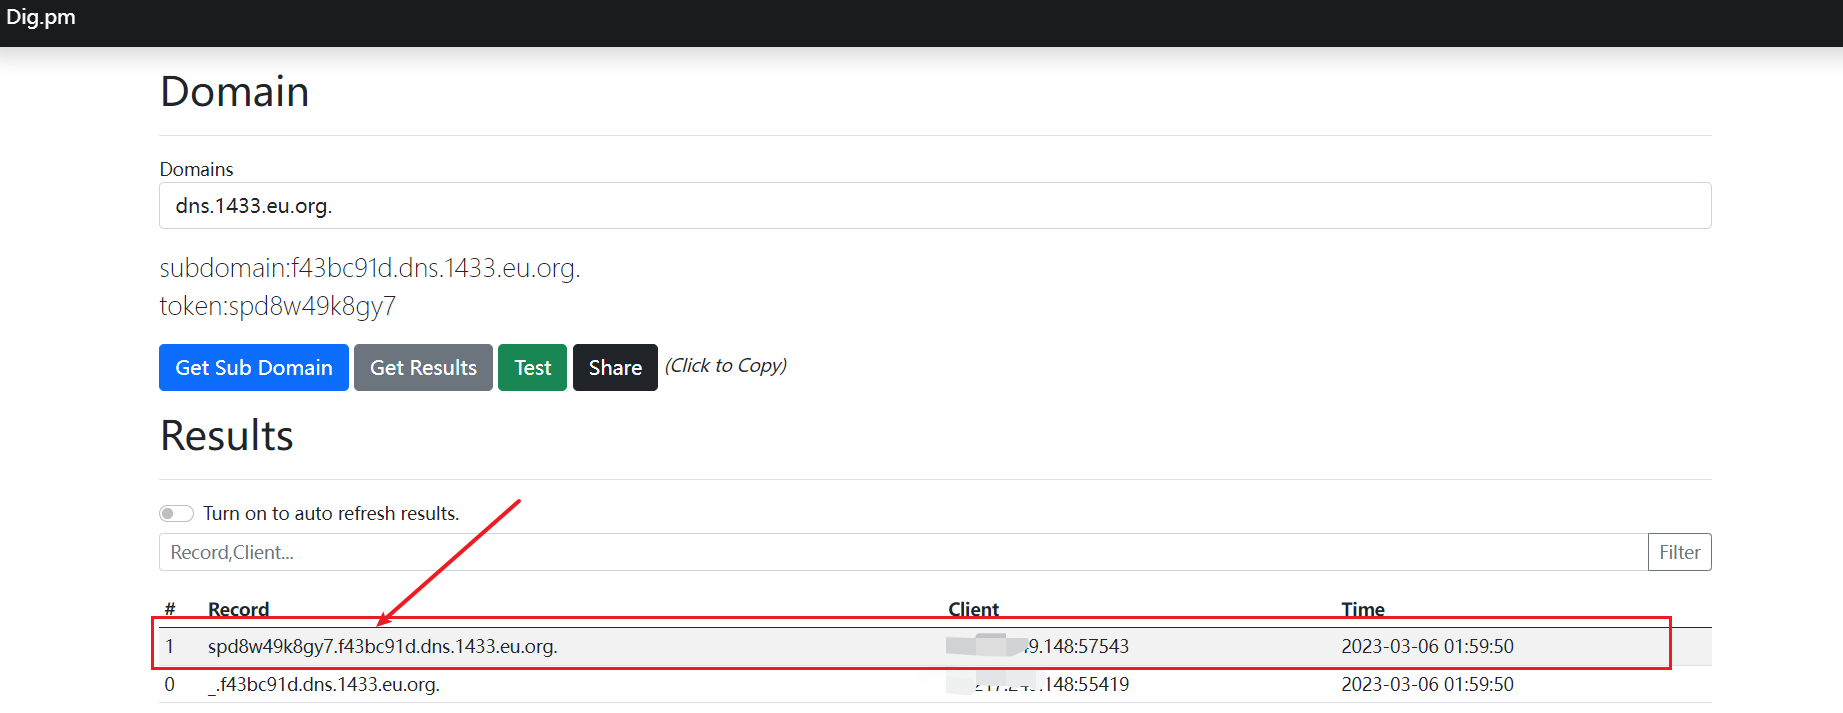 Dig.pm
Domain
Domains
dns.1433.eu.org.
subdomain:f43bc91d.dns.1433.eu.org.
token:spd8w49k8gy7
Get Sub Domain Get Results Test Share (Click to Copy)
Results
Turn on to auto refresh results.
Record,Client... Filter
# Record Client Time
1 spd8w49k8gy7.f43bc91d.dns.1433.eu.org. 9.148:57543 2023-03-06 01:59:50
0 _.f43bc91d.dns.1433.eu.org. .148:55419 2023-03-06 01:59:50